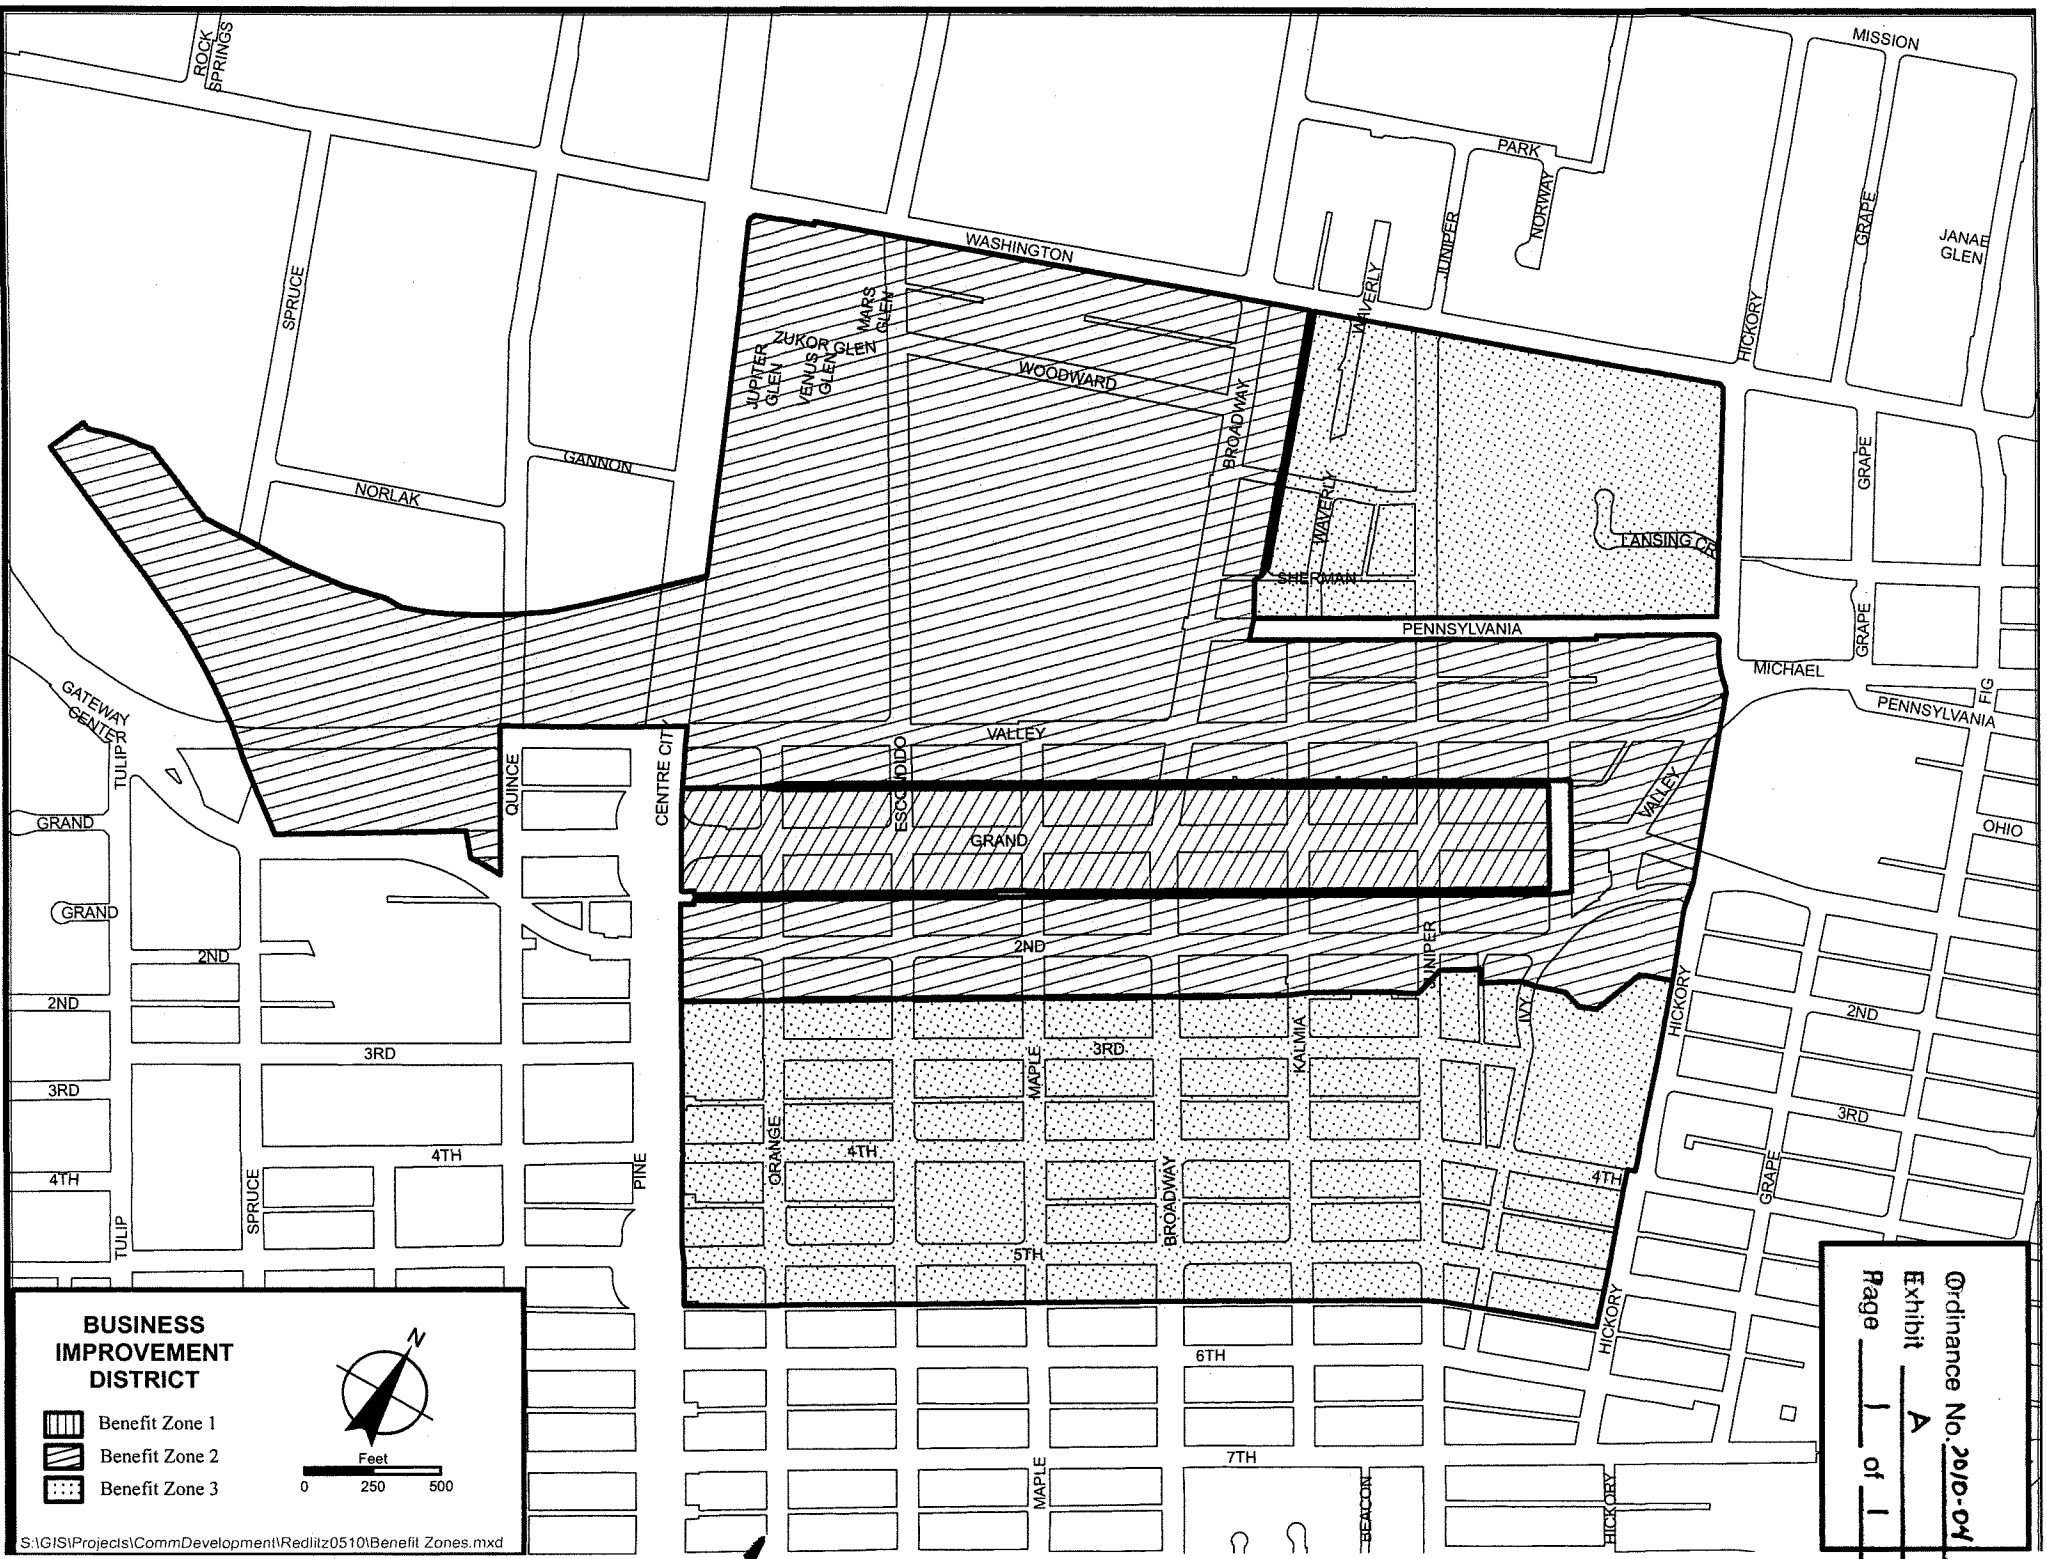 MISSION
ROCK
SPRINGS
PARK
NORWAY
GRAPE
JUNIPER
JANAE
GLEN
WASHINGTON
WAVERLY
SPRUCE
MARS
GLEN
HICKORY
ZUKOR GLEN
JUPITER
GLEN
VENUS
GLEN
WOODWARD
BROADWAY
GANNON
GRAPE
NORLAK
WAVERLY
LANSING CR
SHERMAN
PENNSYLVANIA
GRAPE
MICHAEL
FIG
PENNSYLVANIA
GATEWAY
CENTER
TULIP
VALLEY
CENTRE CITY
QUINCE
ESCONDIDO
VALLEY
GRAND
GRAND
OHIO
GRAND
2ND
2ND
JUNIPER
2ND
IVY
HICKORY
2ND
3RD
MAPLE
3RD
KALMIA
3RD
3RD
ORANGE
4TH
4TH
4TH
PINE
SPRUCE
BROADWAY
4TH
GRAPE
TULIP
5TH
HICKORY
6TH
7TH
MAPLE
BEACON
HICKORY
BUSINESS
IMPROVEMENT
DISTRICT
N
Benefit Zone 1
Benefit Zone 2
Benefit Zone 3
Feet
0 250 500
S:\GIS\Projects\CommDevelopment\Redlitz0510\Benefit Zones.mxd
Ordinance No. 2010-04
Exhibit A
Page 1 of 1